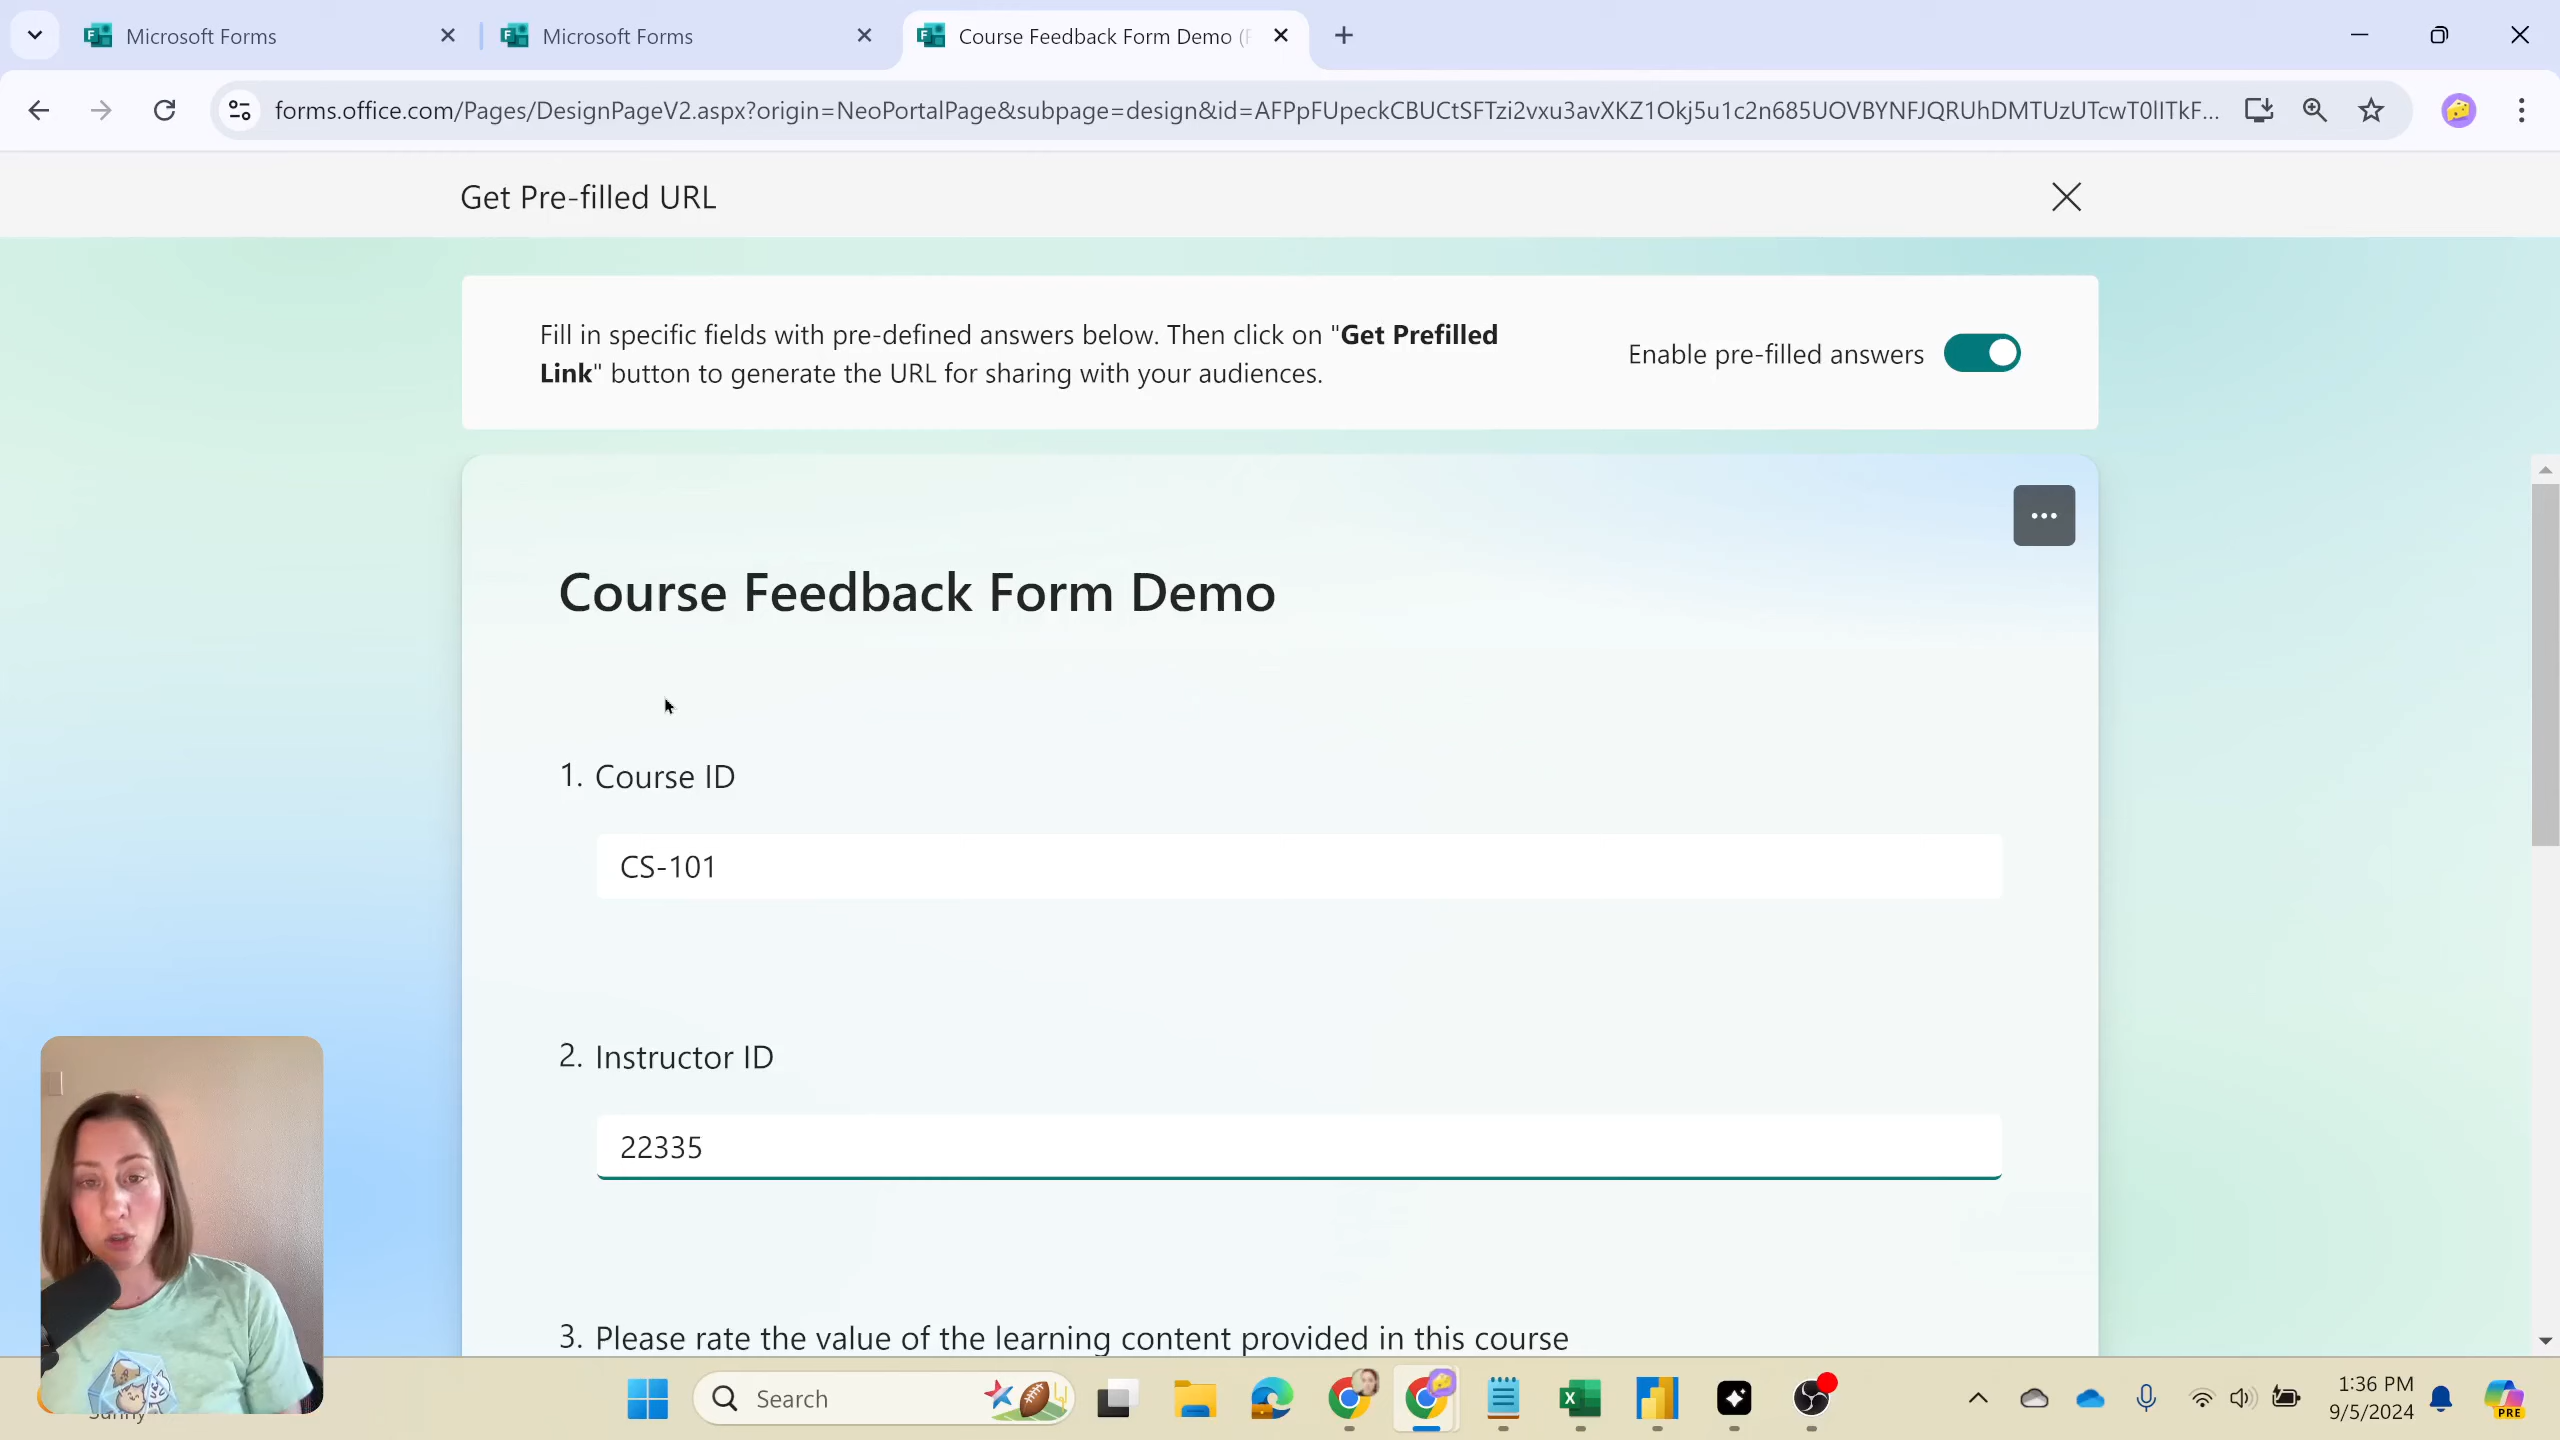 Microsoft Forms
Microsoft Forms
Course Feedback Form Demo (
forms.office.com/Pages/DesignPageV2.aspx?origin=NeoPortalPage&subpage=design&id=AFPpFUpeckCBUCtSFTzi2vxu3avXKZ1Okj5u1c2n685UOVBYNFJQRUhDMTUzUTcwT0lITkF...
Get Pre-filled URL
Fill in specific fields with pre-defined answers below. Then click on "Get Prefilled
Link" button to generate the URL for sharing with your audiences.
Enable pre-filled answers
Course Feedback Form Demo
1. Course ID
CS-101
2. Instructor ID
22335
3. Please rate the value of the learning content provided in this course
Sunny
Search
1:36 PM
9/5/2024
PRE